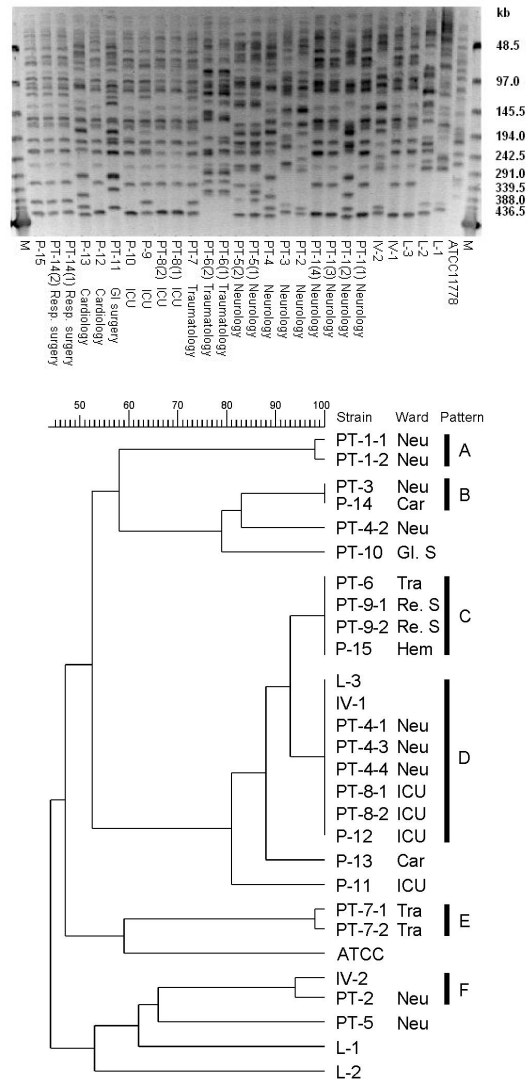 kb
48.5
97.0
145.5
194.0
242.5
291.0
339.5
388.0
436.5
M
P-15
PT-14(2) Resp. surgery
PT-14(1) Resp. surgery
P-13 Cardiology
P-12 Cardiology
PT-11 GI surgery
P-10 ICU
P-9 ICU
PT-8(2) ICU
PT-8(1) ICU
PT-7 Traumatology
PT-6(2) Traumatology
PT-6(1) Traumatology
PT-5(2) Neurology
PT-5(1) Neurology
PT-4 Neurology
PT-3 Neurology
PT-2 Neurology
PT-1(4) Neurology
PT-1(3) Neurology
PT-1(2) Neurology
PT-1(1) Neurology
IV-2
IV-1
L-3
L-2
L-1
ATCC11778
M
50 60 70 80 90 100 Strain Ward Pattern
PT-1-1 Neu
A
PT-1-2 Neu
PT-3 Neu
B
P-14 Car
PT-4-2 Neu
PT-10 GI. S
PT-6 Tra
PT-9-1 Re. S
C
PT-9-2 Re. S
P-15 Hem
L-3
IV-1
PT-4-1 Neu
PT-4-3 Neu
D
PT-4-4 Neu
PT-8-1 ICU
PT-8-2 ICU
P-12 ICU
P-13 Car
P-11 ICU
PT-7-1 Tra
E
PT-7-2 Tra
ATCC
IV-2
F
PT-2 Neu
PT-5 Neu
L-1
L-2